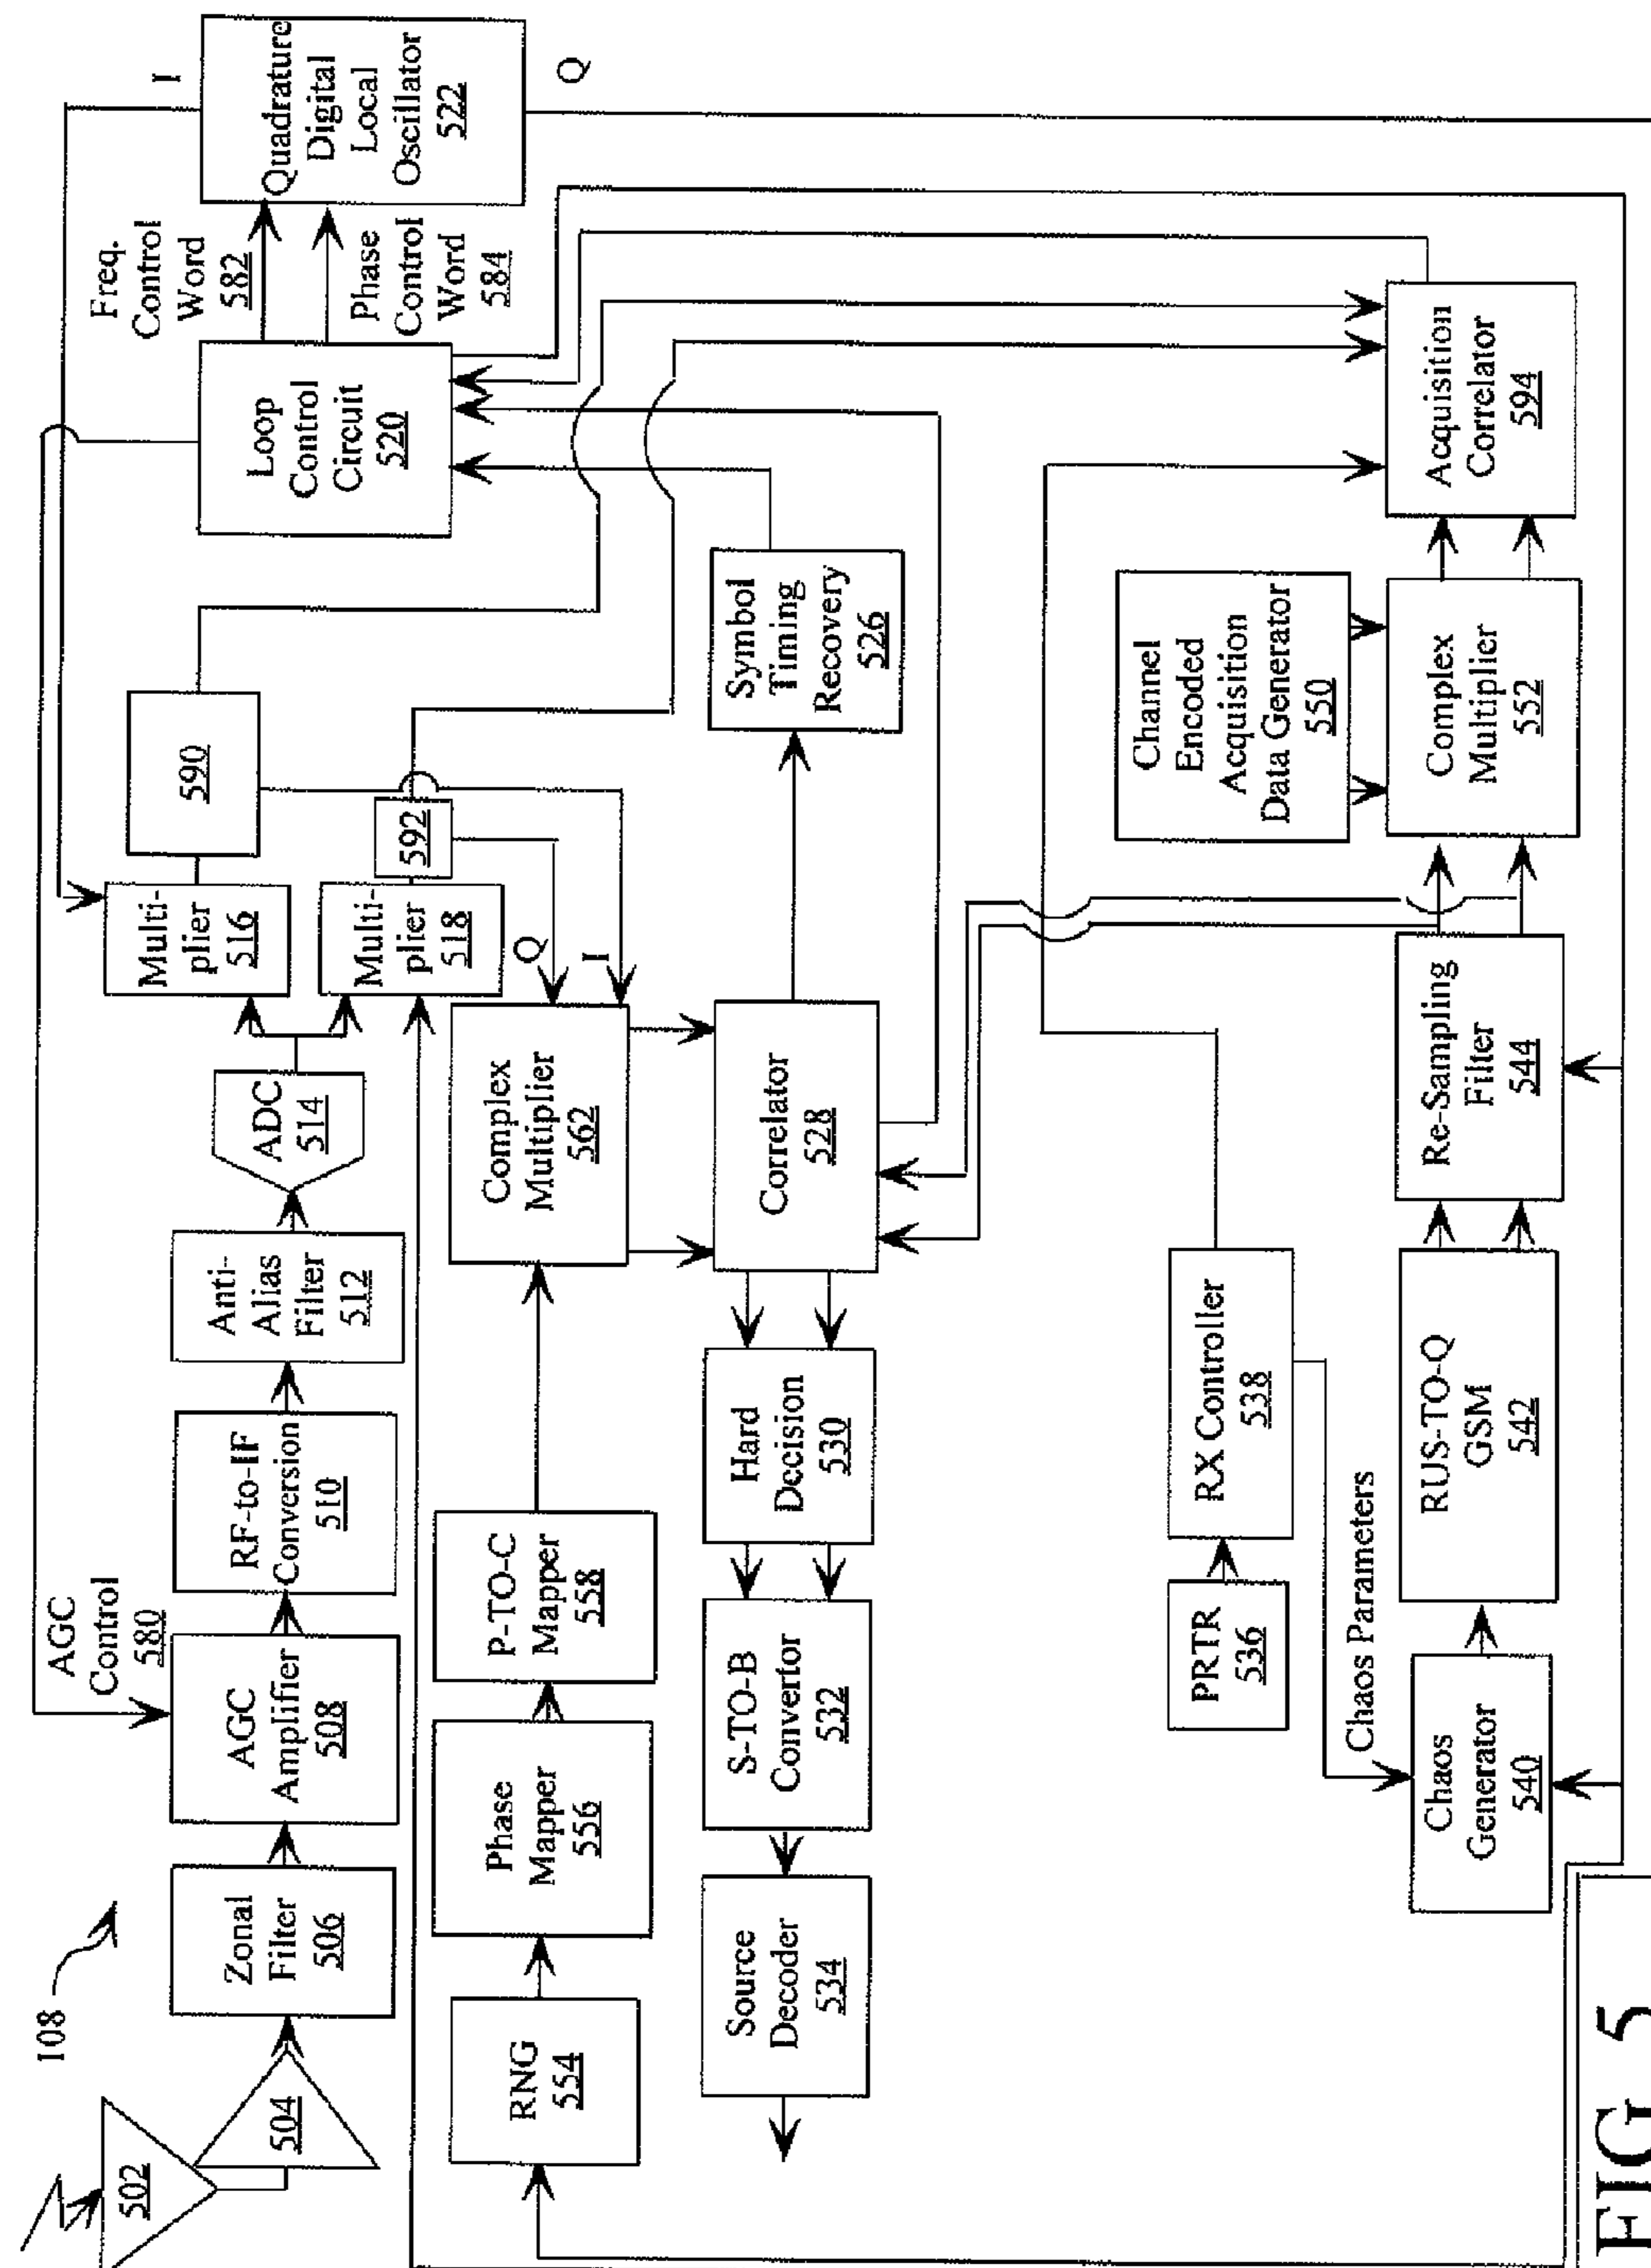 108
502
504
Zonal
Filter
506
AGC
Control
580
AGC
Amplifier
508
RF-to-IF
Conversion
510
Anti-
Alias
Filter
512
ADC
514
Multi-
plier
516
Multi-
plier
518
590
592
Loop
Control
Circuit
520
Freq.
Control
Word
582
Phase
Control
Word
584
I
Quadrature
Digital
Local
Oscillator
522
Q
RNG
554
Phase
Mapper
556
P-TO-C
Mapper
558
Complex
Multiplier
562
Q
I
Source
Decoder
534
S-TO-B
Convertor
532
Hard
Decision
530
Correlator
528
Symbol
Timing
Recovery
526
PRTR
536
RX Controller
538
Chaos Parameters
Channel
Encoded
Acquisition
Data Generator
550
Chaos
Generator
540
RUS-TO-Q
GSM
542
Re-Sampling
Filter
544
Complex
Multiplier
552
Acquisition
Correlator
594
FIG 5